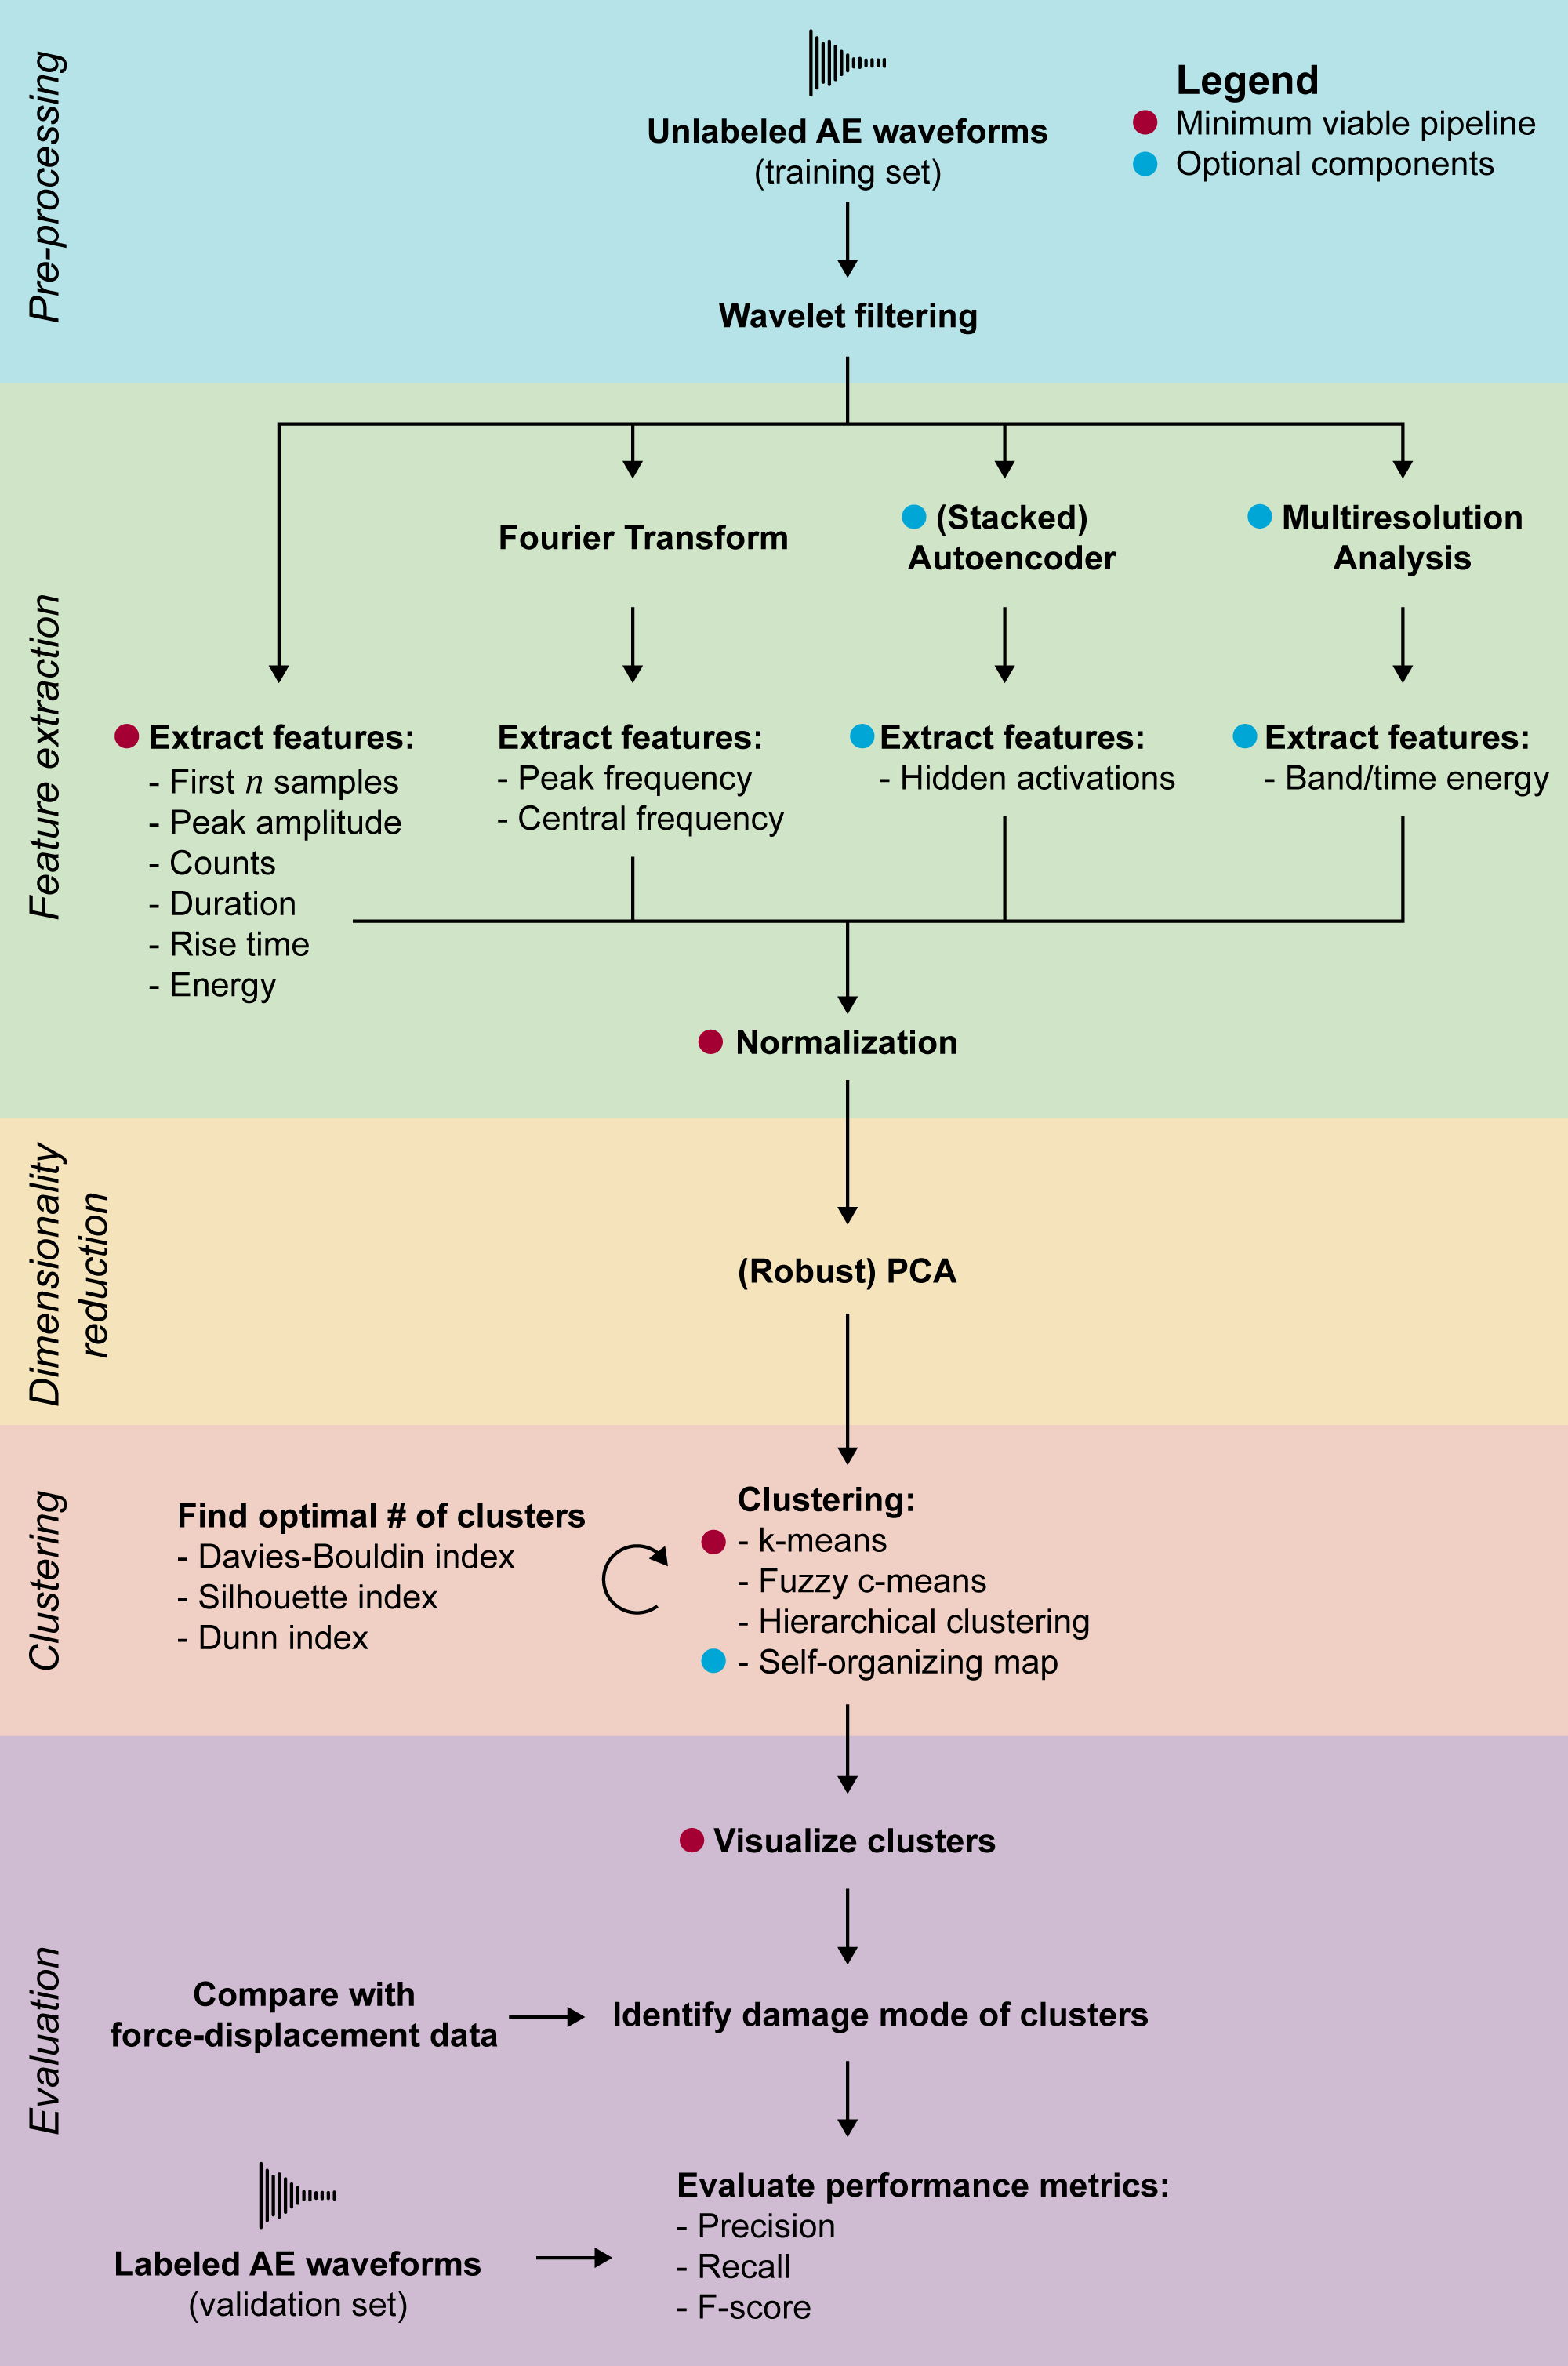 Pre-processing
Unlabeled AE waveforms
(training set)
Legend
Minimum viable pipeline
Optional components
Wavelet filtering
Feature extraction
Fourier Transform
(Stacked)
Autoencoder
Multiresolution
Analysis
Extract features:
- First n samples
- Peak amplitude
- Counts
- Duration
- Rise time
- Energy
Extract features:
- Peak frequency
- Central frequency
Extract features:
- Hidden activations
Extract features:
- Band/time energy
Normalization
Dimensionality
reduction
(Robust) PCA
Clustering
Find optimal # of clusters
- Davies-Bouldin index
- Silhouette index
- Dunn index
Clustering:
- k-means
- Fuzzy c-means
- Hierarchical clustering
- Self-organizing map
Evaluation
Visualize clusters
Compare with
force-displacement data
Identify damage mode of clusters
Labeled AE waveforms
(validation set)
Evaluate performance metrics:
- Precision
- Recall
- F-score